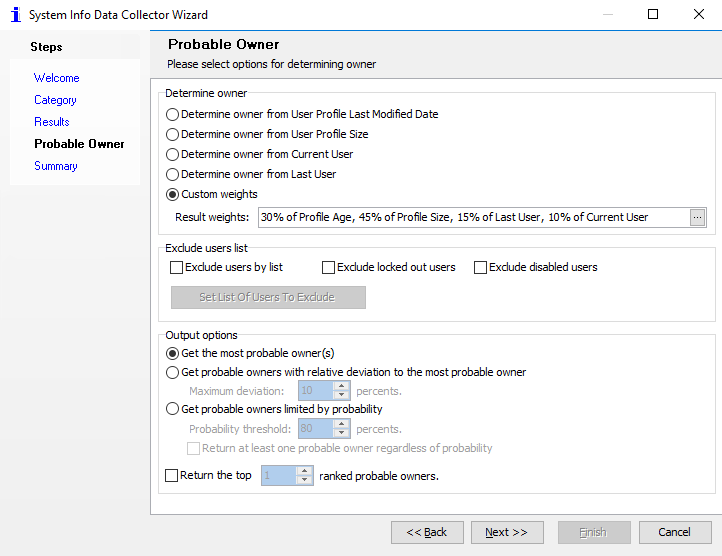 System Info Data Collector Wizard
Steps
Welcome
Category
Results
Probable Owner
Summary
Probable Owner
Please select options for determining owner
Determine owner
Determine owner from User Profile Last Modified Date
Determine owner from User Profile Size
Determine owner from Current User
Determine owner from Last User
Custom weights
Result weights: 30% of Profile Age, 45% of Profile Size, 15% of Last User, 10% of Current User ...
Exclude users list
Exclude users by list Exclude locked out users Exclude disabled users
Set List Of Users To Exclude
Output options
Get the most probable owner(s)
Get probable owners with relative deviation to the most probable owner
Maximum deviation: 10 percents.
Get probable owners limited by probability
Probability threshold: 80 percents.
Return at least one probable owner regardless of probability
Return the top 1 ranked probable owners.
<< Back Next >> Finish Cancel